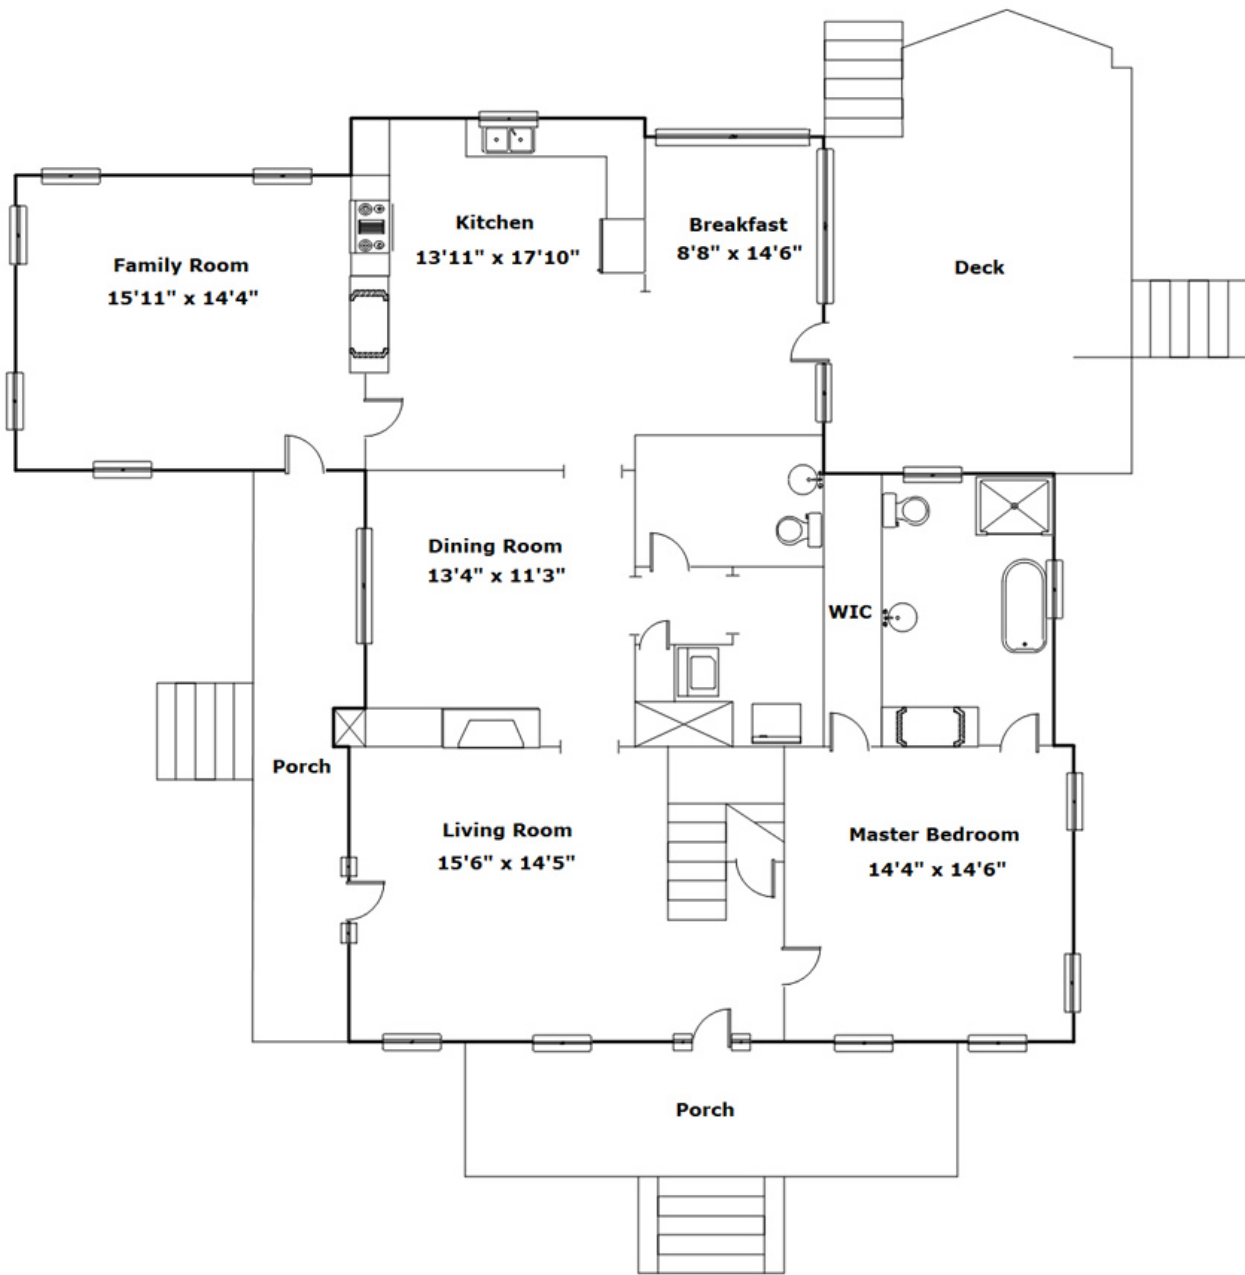 Kitchen
13'11" x 17'10"
Breakfast
8'8" x 14'6"
Family Room
15'11" x 14'4"
Deck
Dining Room
13'4" x 11'3"
WIC
Porch
Living Room
15'6" x 14'5"
Master Bedroom
14'4" x 14'6"
Porch